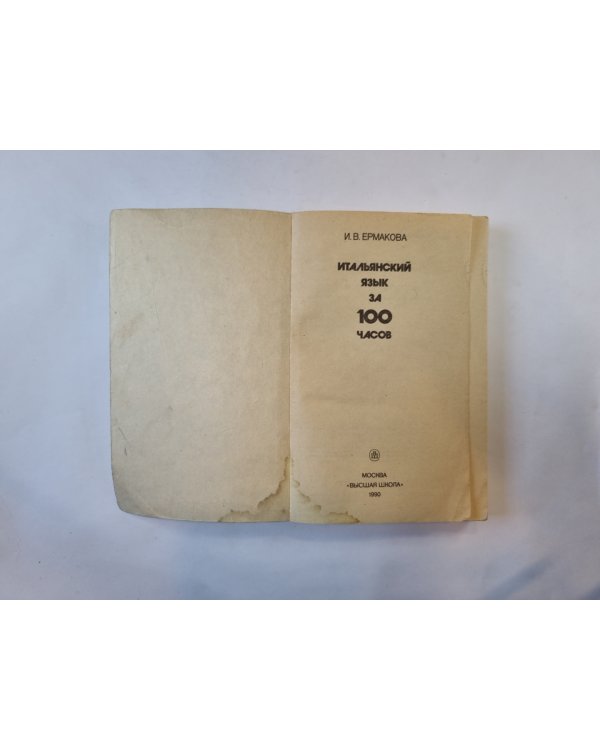 И. В. ЕРМАКОВА
ИТАЛЬЯНСКИЙ
ЯЗЫК
ЗА
100
ЧАСОВ
МОСКВА
«ВЫСШАЯ ШКОЛА»
1990